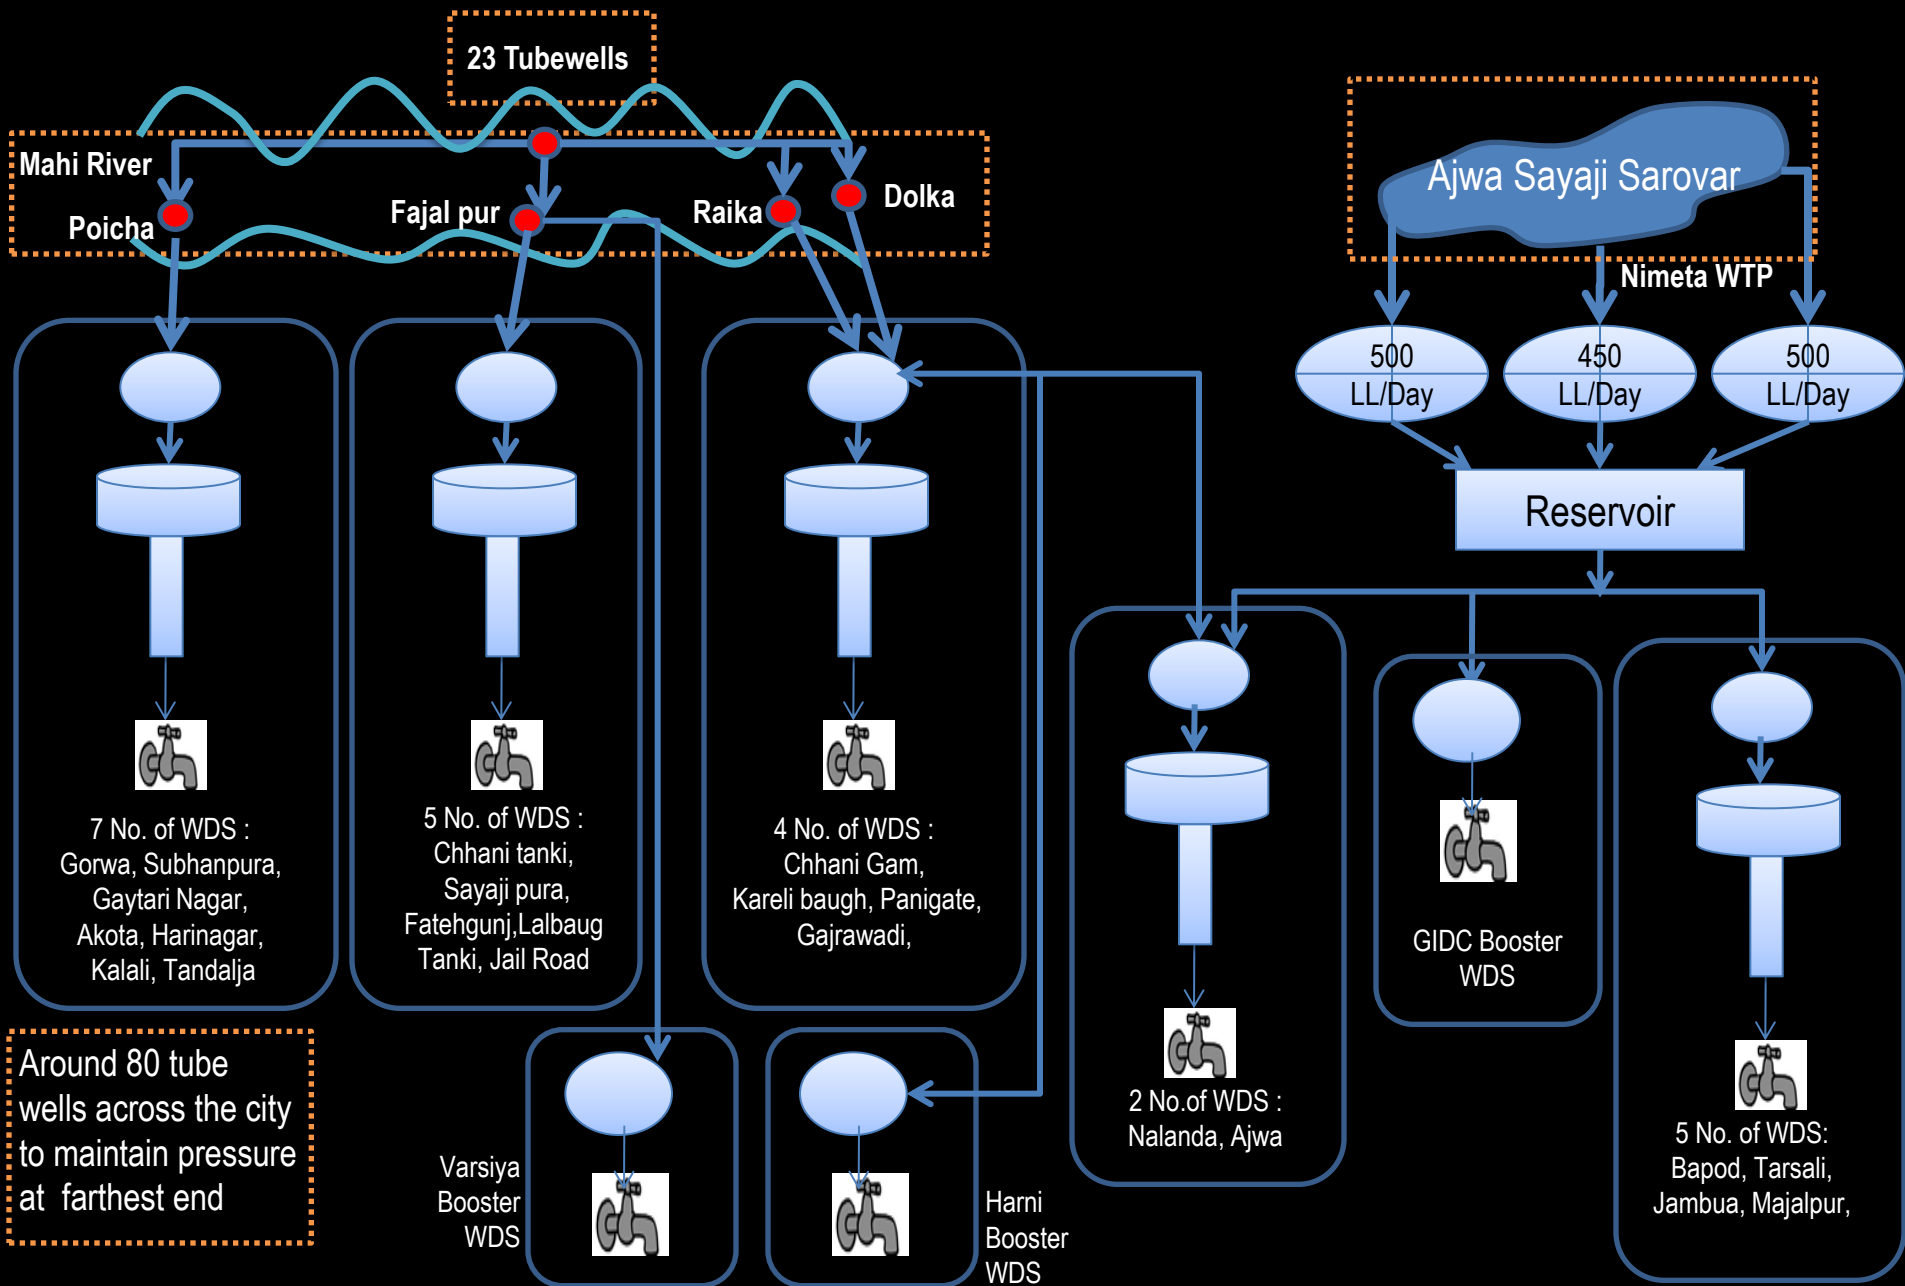 23 Tubewells
Mahi River
Poicha
Fajal pur
Raika
Dolka
Ajwa Sayaji Sarovar
Nimeta WTP
500
LL/Day
450
LL/Day
500
LL/Day
Reservoir
7 No. of WDS :
Gorwa, Subhanpura,
Gaytari Nagar,
Akota, Harinagar,
Kalali, Tandalja
5 No. of WDS :
Chhani tanki,
Sayaji pura,
Fatehgunj,Lalbaug
Tanki, Jail Road
4 No. of WDS :
Chhani Gam,
Kareli baugh, Panigate,
Gajrawadi,
2 No.of WDS :
Nalanda, Ajwa
GIDC Booster
WDS
5 No. of WDS:
Bapod, Tarsali,
Jambua, Majalpur,
Around 80 tube
wells across the city
to maintain pressure
at farthest end
Varsiya
Booster
WDS
Harni
Booster
WDS